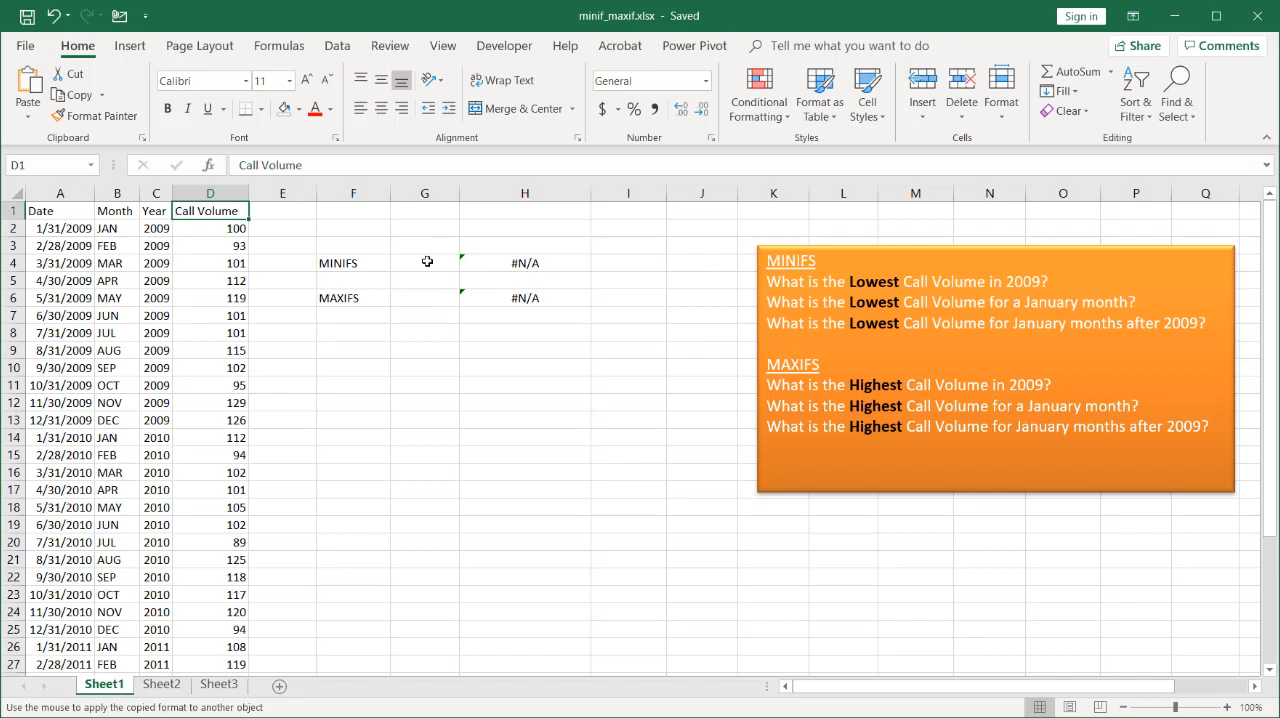 minif_maxif.xlsx - Saved
Sign in
File Home Insert Page Layout Formulas Data Review View Developer Help Acrobat Power Pivot Tell me what you want to do Share Comments
Paste
Cut
Copy
Format Painter
Clipboard
Calibri 11
B I U
Font
Wrap Text
Merge & Center
Alignment
General
$ % ,
Number
Conditional Formatting
Format as Table
Cell Styles
Styles
Insert
Delete
Format
Cells
AutoSum
Fill
Clear
Sort & Filter
Find & Select
Editing
D1 fx Call Volume
A B C D E F G H I J K L M N O P Q
1 Date Month Year Call Volume
2 1/31/2009 JAN 2009 100
3 2/28/2009 FEB 2009 93
4 3/31/2009 MAR 2009 101 MINIFS #N/A
5 4/30/2009 APR 2009 112
6 5/31/2009 MAY 2009 119 MAXIFS #N/A
7 6/30/2009 JUN 2009 101
8 7/31/2009 JUL 2009 101
9 8/31/2009 AUG 2009 115
10 9/30/2009 SEP 2009 102
11 10/31/2009 OCT 2009 95
12 11/30/2009 NOV 2009 129
13 12/31/2009 DEC 2009 126
14 1/31/2010 JAN 2010 112
15 2/28/2010 FEB 2010 94
16 3/31/2010 MAR 2010 102
17 4/30/2010 APR 2010 101
18 5/31/2010 MAY 2010 105
19 6/30/2010 JUN 2010 102
20 7/31/2010 JUL 2010 89
21 8/31/2010 AUG 2010 125
22 9/30/2010 SEP 2010 118
23 10/31/2010 OCT 2010 117
24 11/30/2010 NOV 2010 120
25 12/31/2010 DEC 2010 94
26 1/31/2011 JAN 2011 108
27 2/28/2011 FEB 2011 119
MINIFS
What is the Lowest Call Volume in 2009?
What is the Lowest Call Volume for a January month?
What is the Lowest Call Volume for January months after 2009?
MAXIFS
What is the Highest Call Volume in 2009?
What is the Highest Call Volume for a January month?
What is the Highest Call Volume for January months after 2009?
Sheet1 Sheet2 Sheet3
Use the mouse to apply the copied format to another object
100%